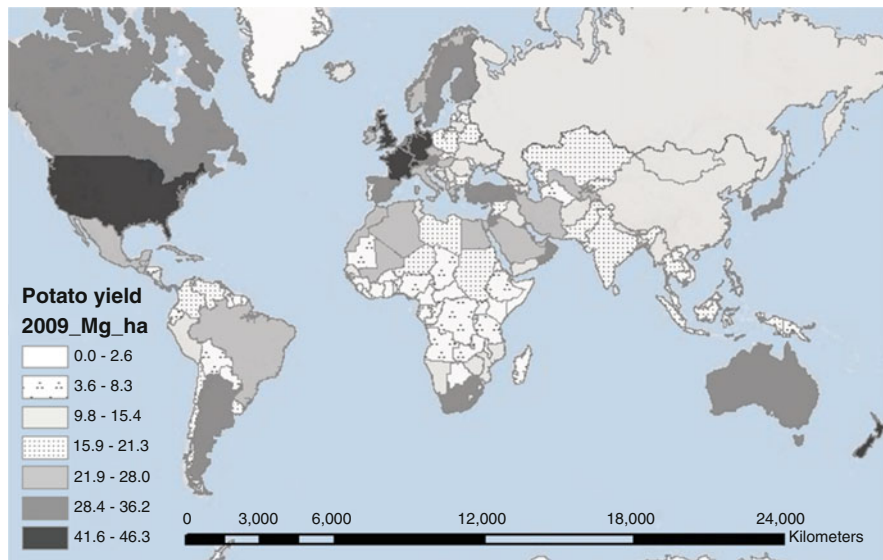 Potato yield
2009_Mg_ha
0.0 - 2.6
3.6 - 8.3
9.8 - 15.4
15.9 - 21.3
21.9 - 28.0
28.4 - 36.2
41.6 - 46.3
0 3,000 6,000 12,000 18,000 24,000
Kilometers